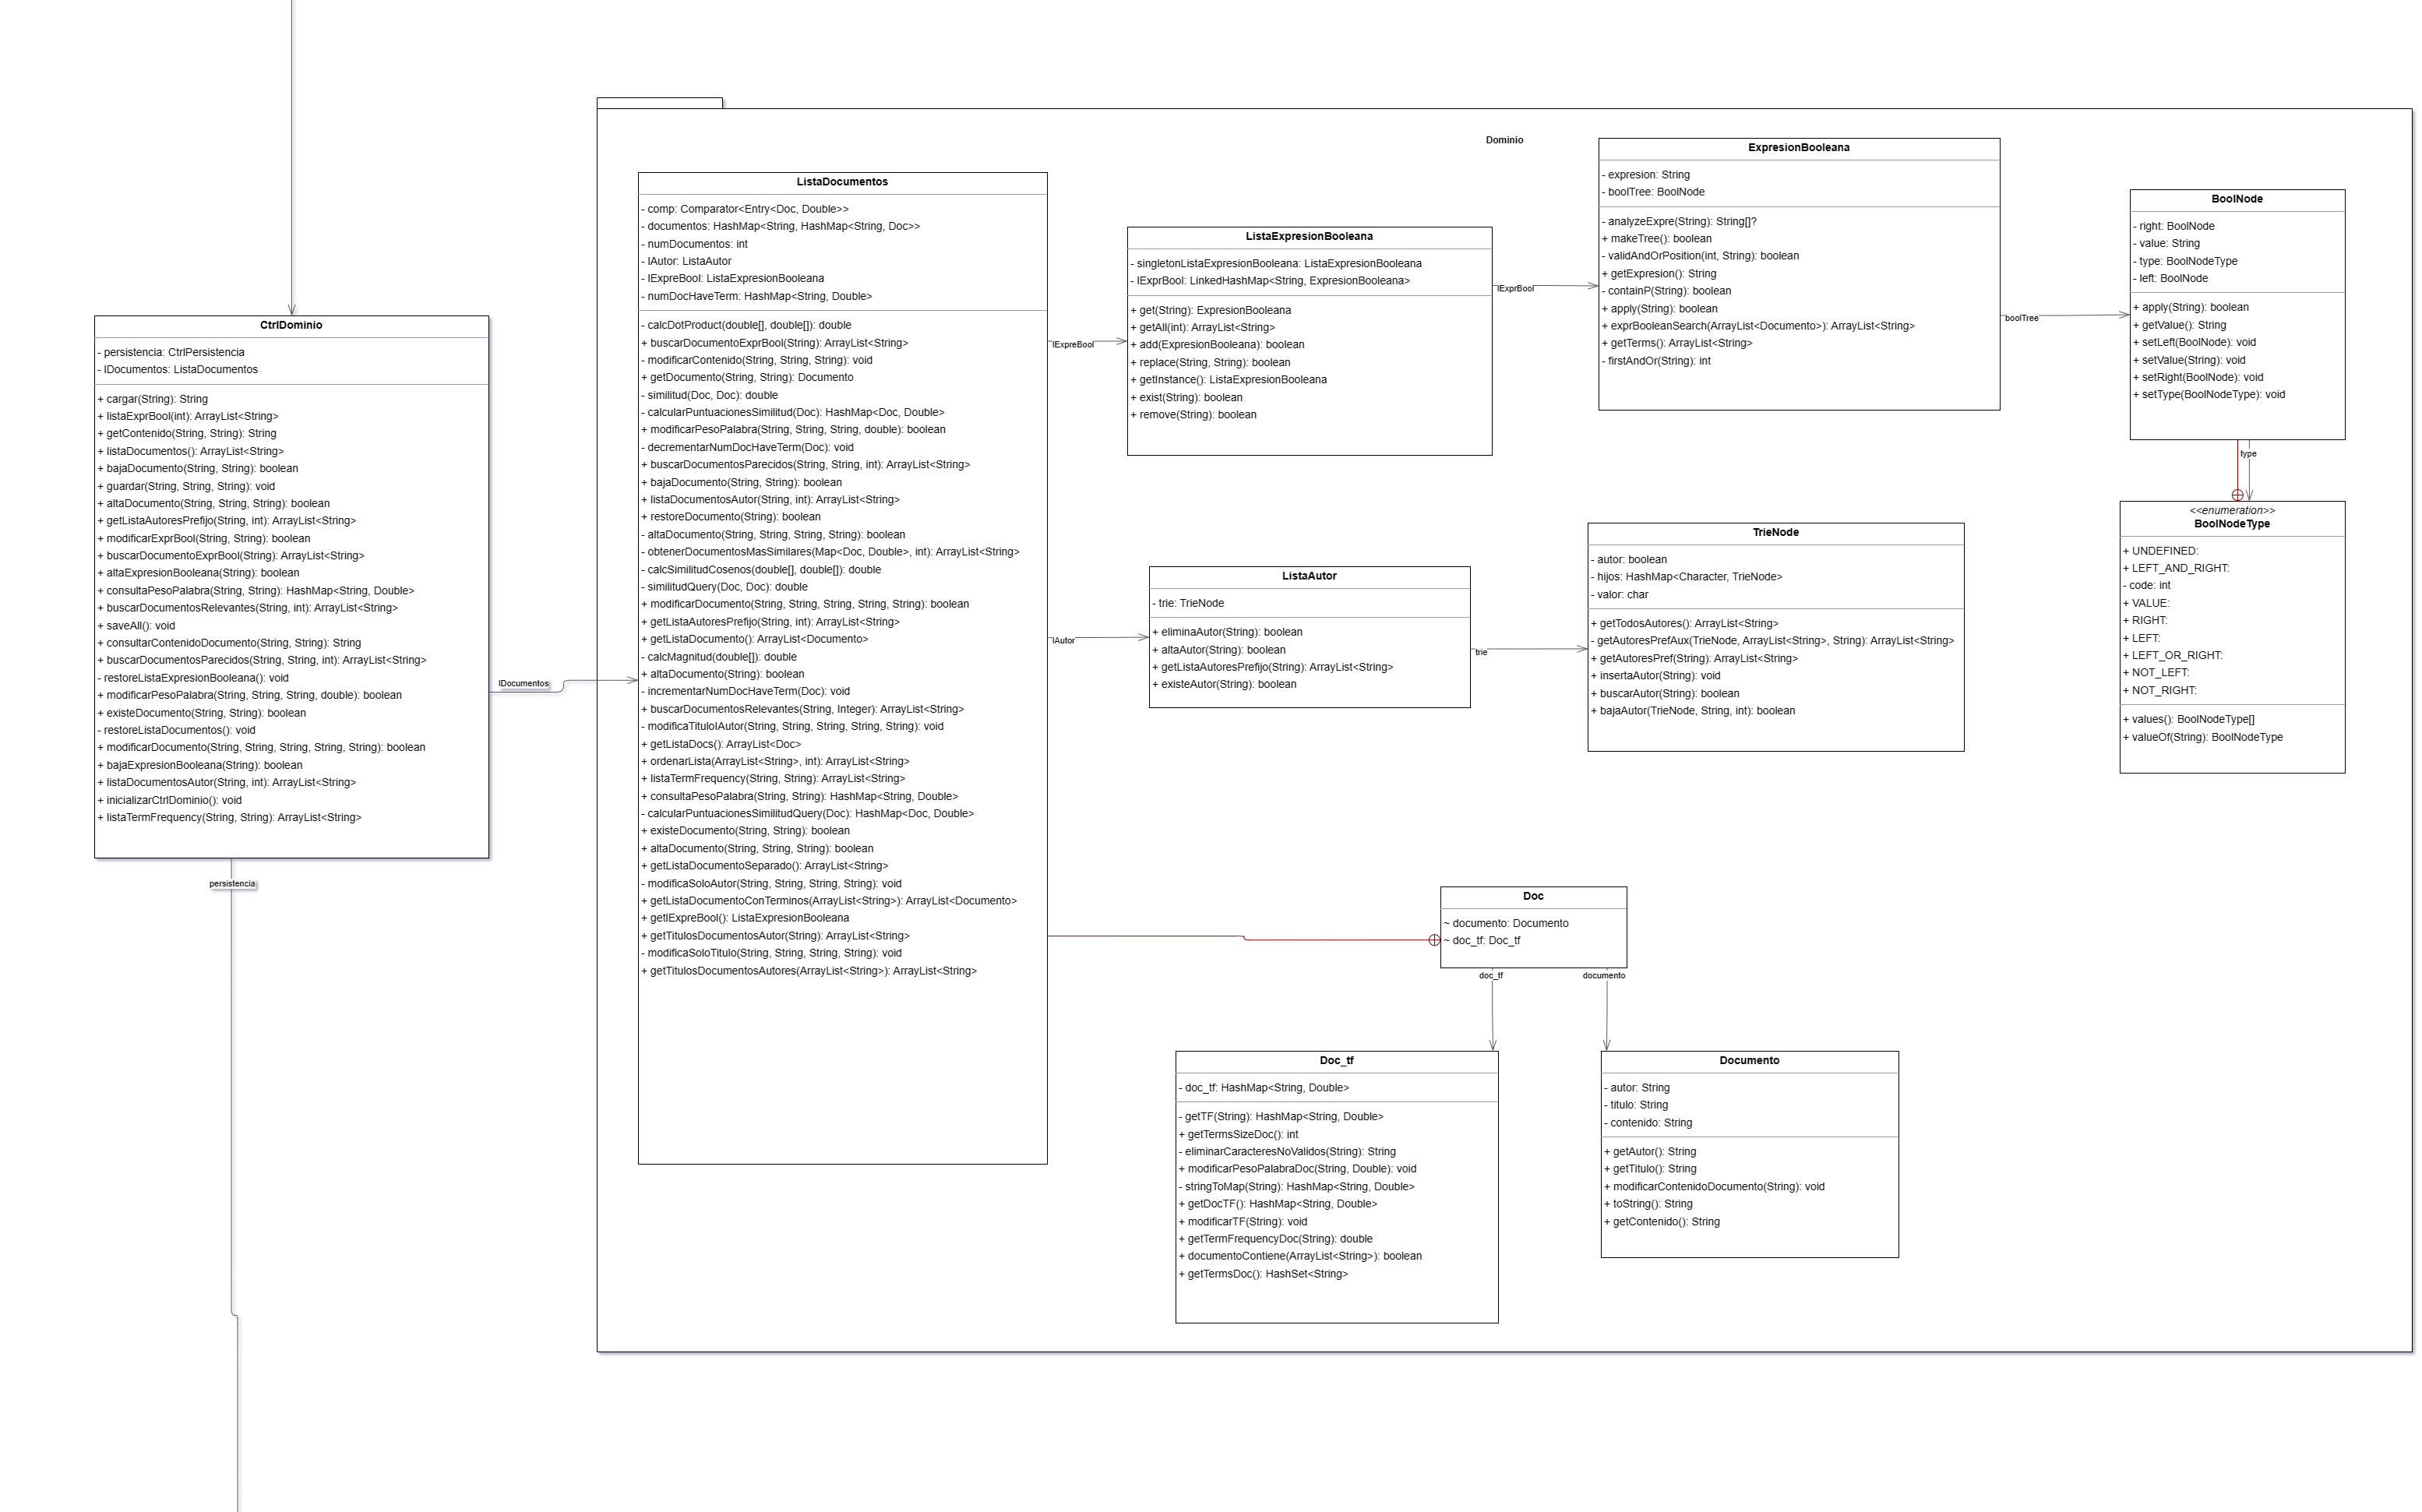 Dominio
CtrlDominio
- persistencia: CtrlPersistencia
- lDocumentos: ListaDocumentos
+ cargar(String): String
+ listaExprBool(int): ArrayList<String>
+ getContenido(String, String): String
+ listaDocumentos(): ArrayList<String>
+ bajaDocumento(String, String): boolean
+ guardar(String, String, String): void
+ altaDocumento(String, String, String): boolean
+ getListaAutoresPrefijo(String, int): ArrayList<String>
+ modificarExprBool(String, String): boolean
+ buscarDocumentoExprBool(String): ArrayList<String>
+ altaExpresionBooleana(String): boolean
+ consultaPesoPalabra(String, String): HashMap<String, Double>
+ buscarDocumentosRelevantes(String, int): ArrayList<String>
+ saveAll(): void
+ consultarContenidoDocumento(String, String): String
+ buscarDocumentosParecidos(String, String, int): ArrayList<String>
- restoreListaExpresionBooleana(): void
+ modificarPesoPalabra(String, String, String, double): boolean
+ existeDocumento(String, String): boolean
- restoreListaDocumentos(): void
+ modificarDocumento(String, String, String, String, String): boolean
+ bajaExpresionBooleana(String): boolean
+ listaDocumentosAutor(String, int): ArrayList<String>
+ inicializarCtrlDominio(): void
+ listaTermFrequency(String, String): ArrayList<String>
persistencia
lDocumentos
ListaDocumentos
- comp: Comparator<Entry<Doc, Double>>
- documentos: HashMap<String, HashMap<String, Doc>>
- numDocumentos: int
- lAutor: ListaAutor
- lExpreBool: ListaExpresionBooleana
- numDocHaveTerm: HashMap<String, Double>
- calcDotProduct(double[], double[]): double
+ buscarDocumentoExprBool(String): ArrayList<String>
- modificarContenido(String, String, String): void
+ getDocumento(String, String): Documento
- similitud(Doc, Doc): double
- calcularPuntuacionesSimilitud(Doc): HashMap<Doc, Double>
+ modificarPesoPalabra(String, String, String, double): boolean
- decrementarNumDocHaveTerm(Doc): void
+ buscarDocumentosParecidos(String, String, int): ArrayList<String>
+ bajaDocumento(String, String): boolean
+ listaDocumentosAutor(String, int): ArrayList<String>
+ restoreDocumento(String): boolean
- altaDocumento(String, String, String, String): boolean
- obtenerDocumentosMasSimilares(Map<Doc, Double>, int): ArrayList<String>
- calcSimilitudCosenos(double[], double[]): double
- similitudQuery(Doc, Doc): double
+ modificarDocumento(String, String, String, String, String): boolean
+ getListaAutoresPrefijo(String, int): ArrayList<String>
+ getListaDocumento(): ArrayList<Documento>
- calcMagnitud(double[]): double
+ altaDocumento(String): boolean
- incrementarNumDocHaveTerm(Doc): void
+ buscarDocumentosRelevantes(String, Integer): ArrayList<String>
- modificaTituloIAutor(String, String, String, String, String): void
+ getListaDocs(): ArrayList<Doc>
+ ordenarLista(ArrayList<String>, int): ArrayList<String>
+ listaTermFrequency(String, String): ArrayList<String>
+ consultaPesoPalabra(String, String): HashMap<String, Double>
- calcularPuntuacionesSimilitudQuery(Doc): HashMap<Doc, Double>
+ existeDocumento(String, String): boolean
+ altaDocumento(String, String, String): boolean
+ getListaDocumentoSeparado(): ArrayList<String>
- modificaSoloAutor(String, String, String, String): void
+ getListaDocumentoConTerminos(ArrayList<String>): ArrayList<Documento>
+ getlExpreBool(): ListaExpresionBooleana
+ getTitulosDocumentosAutor(String): ArrayList<String>
- modificaSoloTitulo(String, String, String, String): void
+ getTitulosDocumentosAutores(ArrayList<String>): ArrayList<String>
lExpreBool
ListaExpresionBooleana
- singletonListaExpresionBooleana: ListaExpresionBooleana
- lExprBool: LinkedHashMap<String, ExpresionBooleana>
+ get(String): ExpresionBooleana
+ getAll(int): ArrayList<String>
+ add(ExpresionBooleana): boolean
+ replace(String, String): boolean
+ getInstance(): ListaExpresionBooleana
+ exist(String): boolean
+ remove(String): boolean
lExprBool
ExpresionBooleana
- expresion: String
- boolTree: BoolNode
- analyzeExpre(String): String[]?
+ makeTree(): boolean
- validAndOrPosition(int, String): boolean
+ getExpresion(): String
- containP(String): boolean
+ apply(String): boolean
+ exprBooleanSearch(ArrayList<Documento>): ArrayList<String>
+ getTerms(): ArrayList<String>
- firstAndOr(String): int
boolTree
BoolNode
- right: BoolNode
- value: String
- type: BoolNodeType
- left: BoolNode
+ apply(String): boolean
+ getValue(): String
+ setLeft(BoolNode): void
+ setValue(String): void
+ setRight(BoolNode): void
+ setType(BoolNodeType): void
type
<<enumeration>>
BoolNodeType
+ UNDEFINED:
+ LEFT_AND_RIGHT:
- code: int
+ VALUE:
+ RIGHT:
+ LEFT:
+ LEFT_OR_RIGHT:
+ NOT_LEFT:
+ NOT_RIGHT:
+ values(): BoolNodeType[]
+ valueOf(String): BoolNodeType
lAutor
ListaAutor
- trie: TrieNode
+ eliminaAutor(String): boolean
+ altaAutor(String): boolean
+ getListaAutoresPrefijo(String): ArrayList<String>
+ existeAutor(String): boolean
trie
TrieNode
- autor: boolean
- hijos: HashMap<Character, TrieNode>
- valor: char
+ getTodosAutores(): ArrayList<String>
- getAutoresPrefAux(TrieNode, ArrayList<String>, String): ArrayList<String>
+ getAutoresPref(String): ArrayList<String>
+ insertaAutor(String): void
+ buscarAutor(String): boolean
+ bajaAutor(TrieNode, String, int): boolean
Doc
~ documento: Documento
~ doc_tf: Doc_tf
doc_tf
documento
Doc_tf
- doc_tf: HashMap<String, Double>
- getTF(String): HashMap<String, Double>
+ getTermsSizeDoc(): int
- eliminarCaracteresNoValidos(String): String
+ modificarPesoPalabraDoc(String, Double): void
- stringToMap(String): HashMap<String, Double>
+ getDocTF(): HashMap<String, Double>
+ modificarTF(String): void
+ getTermFrequencyDoc(String): double
+ documentoContiene(ArrayList<String>): boolean
+ getTermsDoc(): HashSet<String>
Documento
- autor: String
- titulo: String
- contenido: String
+ getAutor(): String
+ getTitulo(): String
+ modificarContenidoDocumento(String): void
+ toString(): String
+ getContenido(): String